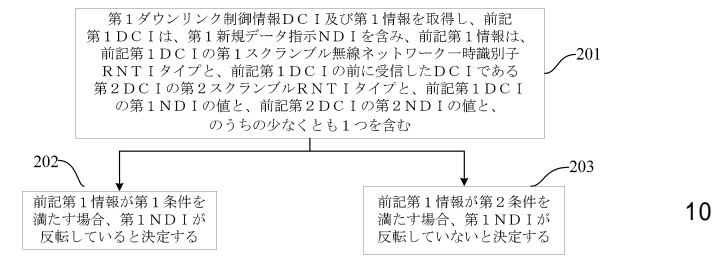 第１ダウンリンク制御情報ＤＣＩ及び第１情報を取得し、前記
第１ＤＣＩは、第１新規データ指示ＮＤＩを含み、前記第１情報は、
前記第１ＤＣＩの第１スクランブル無線ネットワーク一時識別子
ＲＮＴＩタイプと、前記第１ＤＣＩの前に受信したＤＣＩである
第２ＤＣＩの第２スクランブルＲＮＴＩタイプと、前記第１ＤＣＩ
の第１ＮＤＩの値と、前記第２ＤＣＩの第２ＮＤＩの値と、
のうちの少なくとも１つを含む
201
202
前記第１情報が第１条件を
満たす場合、第１ＮＤＩが
反転していると決定する
203
前記第１情報が第２条件を
満たす場合、第１ＮＤＩが
反転していないと決定する
10